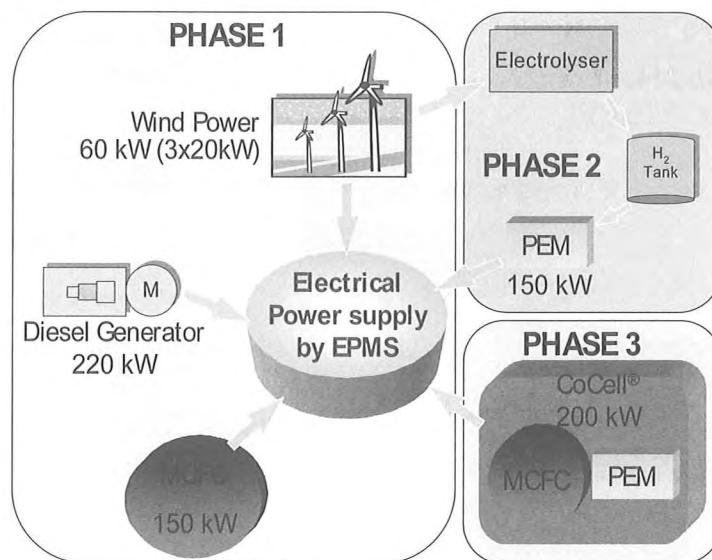 PHASE 1
Wind Power
60 kW (3x20kW)
M
Diesel Generator
220 kW
Electrical
Power supply
by EPMS
MCFC
150 kW
Electrolyser
PHASE 2
H₂
Tank
PEM
150 kW
PHASE 3
CoCell®
200 kW
MCFC
PEM